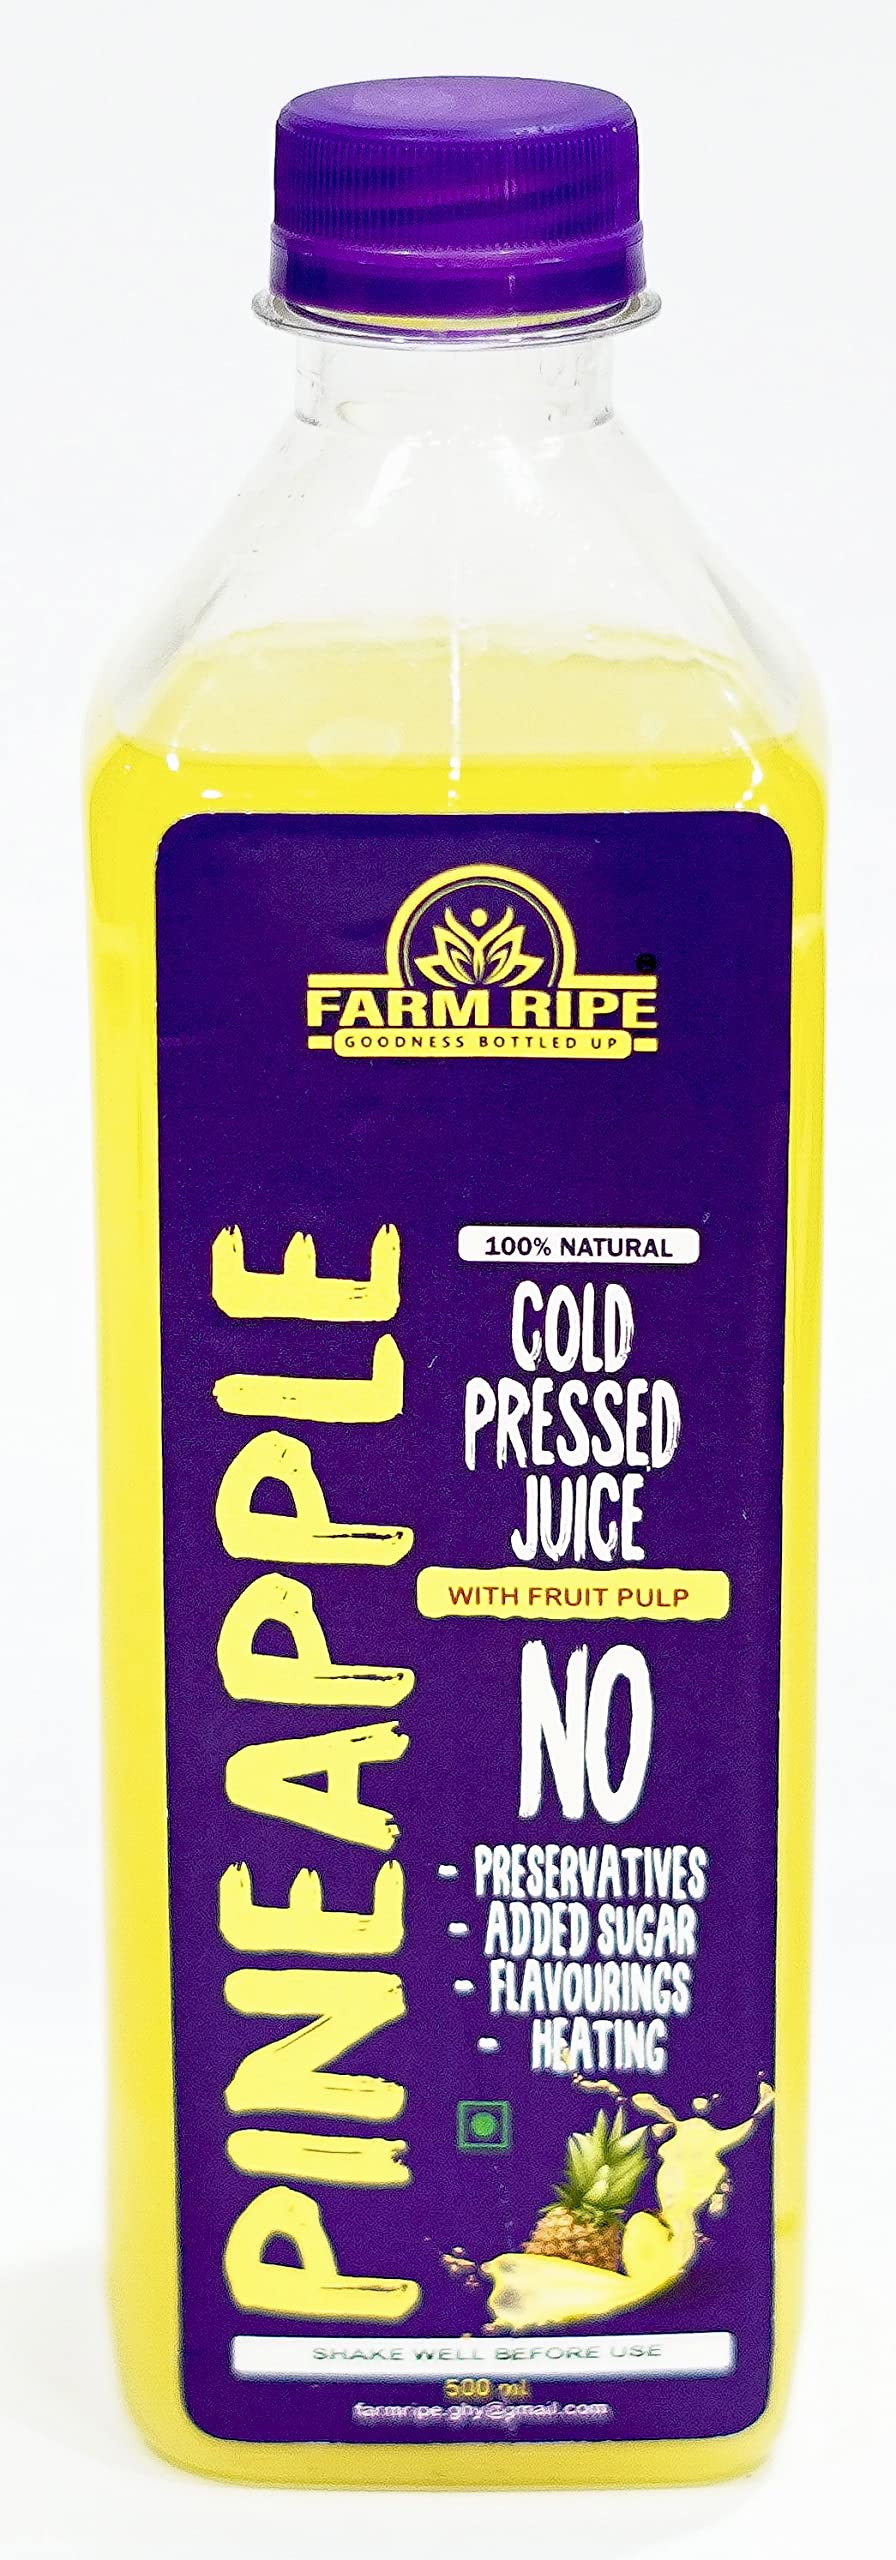 FARM RIPE
GOODNESS BOTTLED UP
PINEAPPLE
100% NATURAL
COLD
PRESSED
JUICE
WITH FRUIT PULP
NO
- PRESERVATIVES
- ADDED SUGAR
- FLAVOURINGS
- HEATING
SHAKE WELL BEFORE USE
500 ml
farmripe.ghy@gmail.com